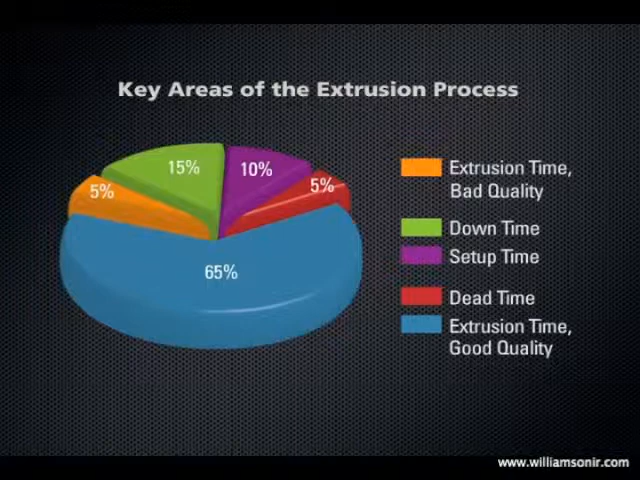 Key Areas of the Extrusion Process
15%
10%
5%
5%
65%
Extrusion Time,
Bad Quality
Down Time
Setup Time
Dead Time
Extrusion Time,
Good Quality
www.williamsonir.com